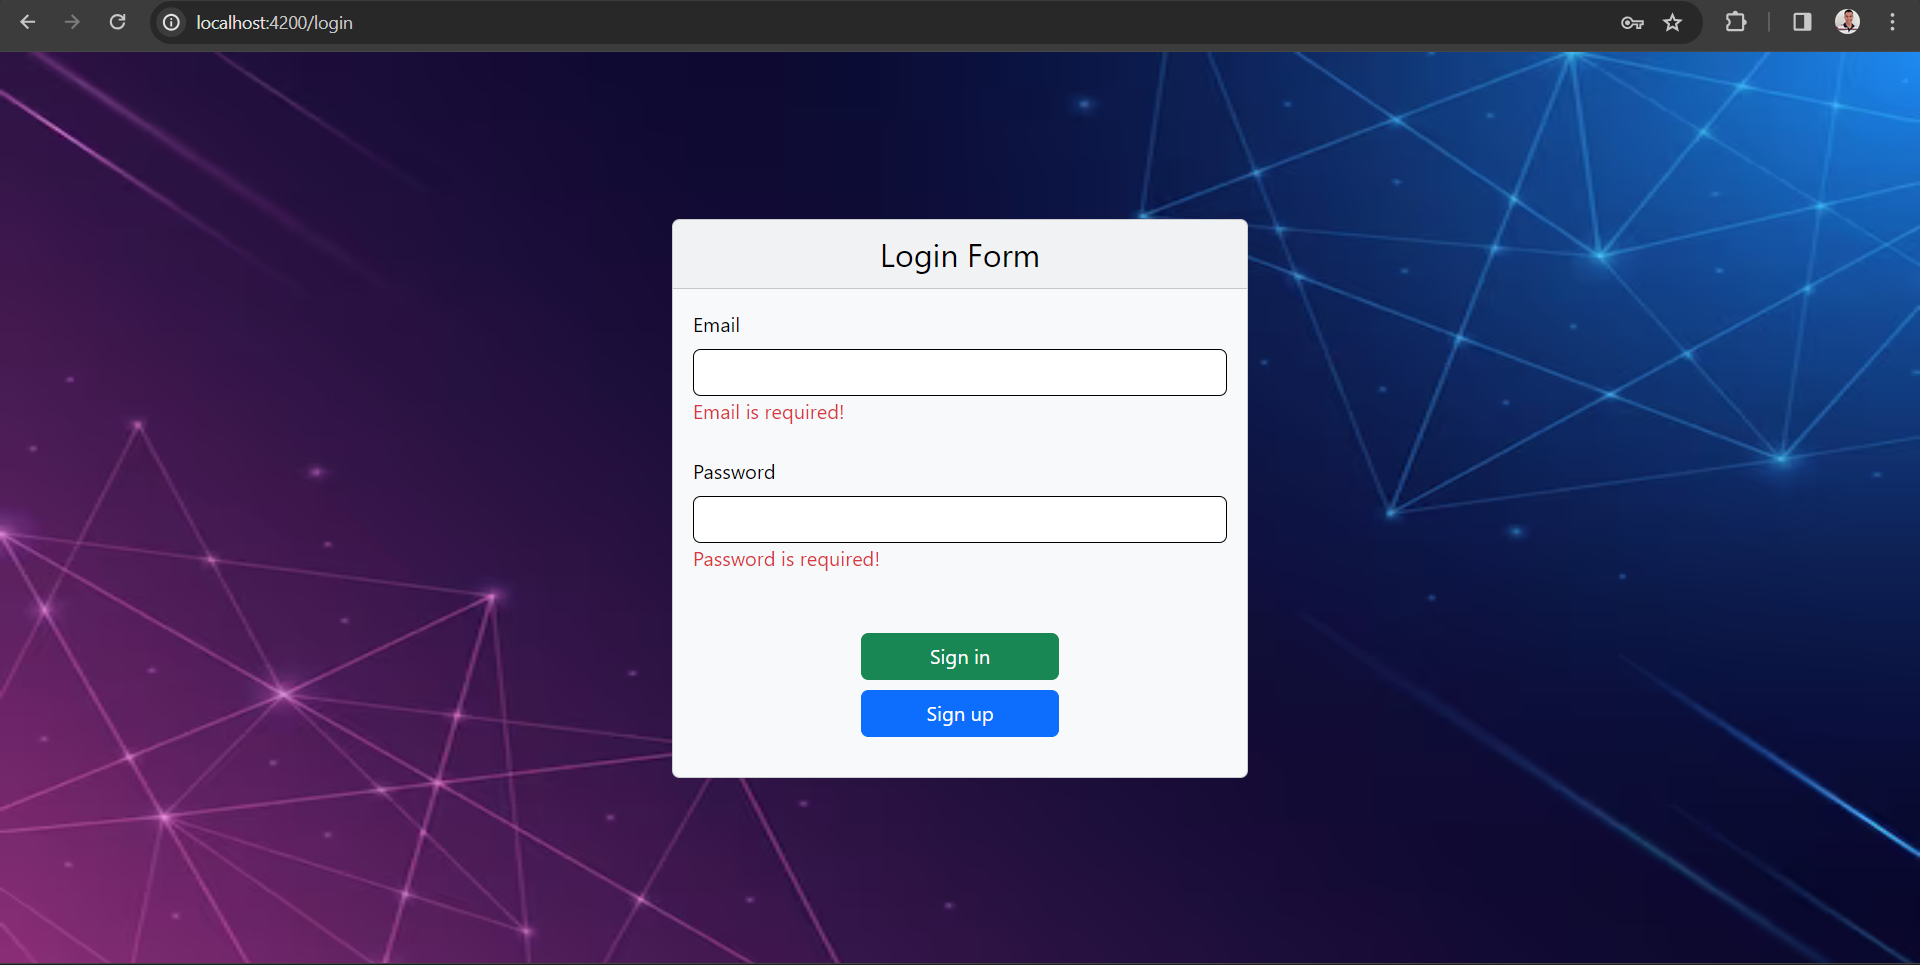 localhost:4200/login
Login Form
Email
Email is required!
Password
Password is required!
Sign in
Sign up